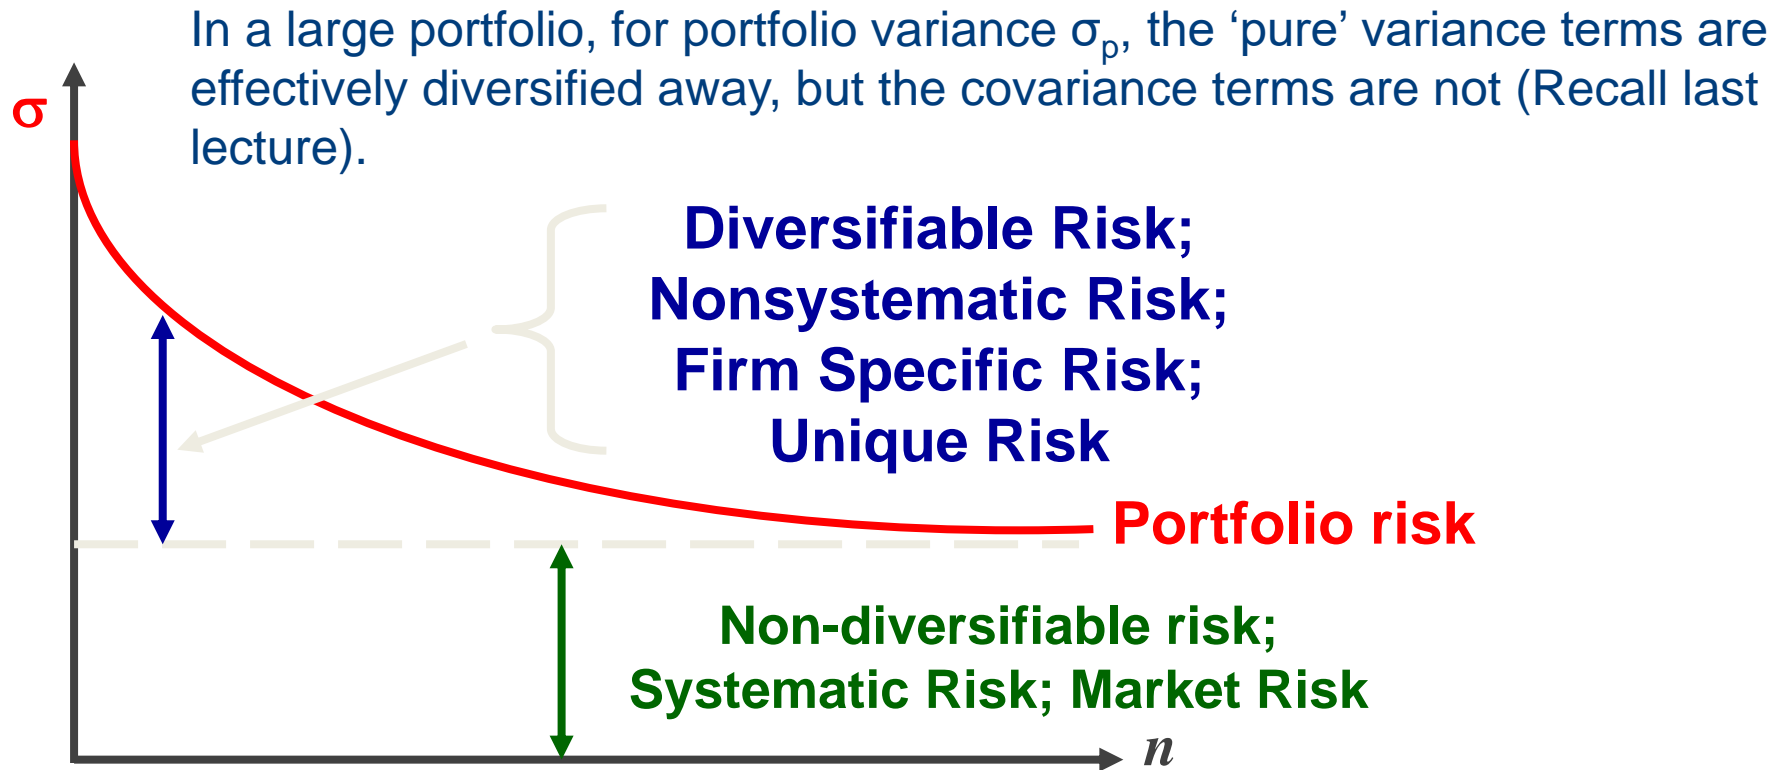 In a large portfolio, for portfolio variance σp, the ‘pure’ variance terms are
effectively diversified away, but the covariance terms are not (Recall last
lecture).
σ
Diversifiable Risk;
Nonsystematic Risk;
Firm Specific Risk;
Unique Risk
Portfolio risk
Non-diversifiable risk;
Systematic Risk; Market Risk
n